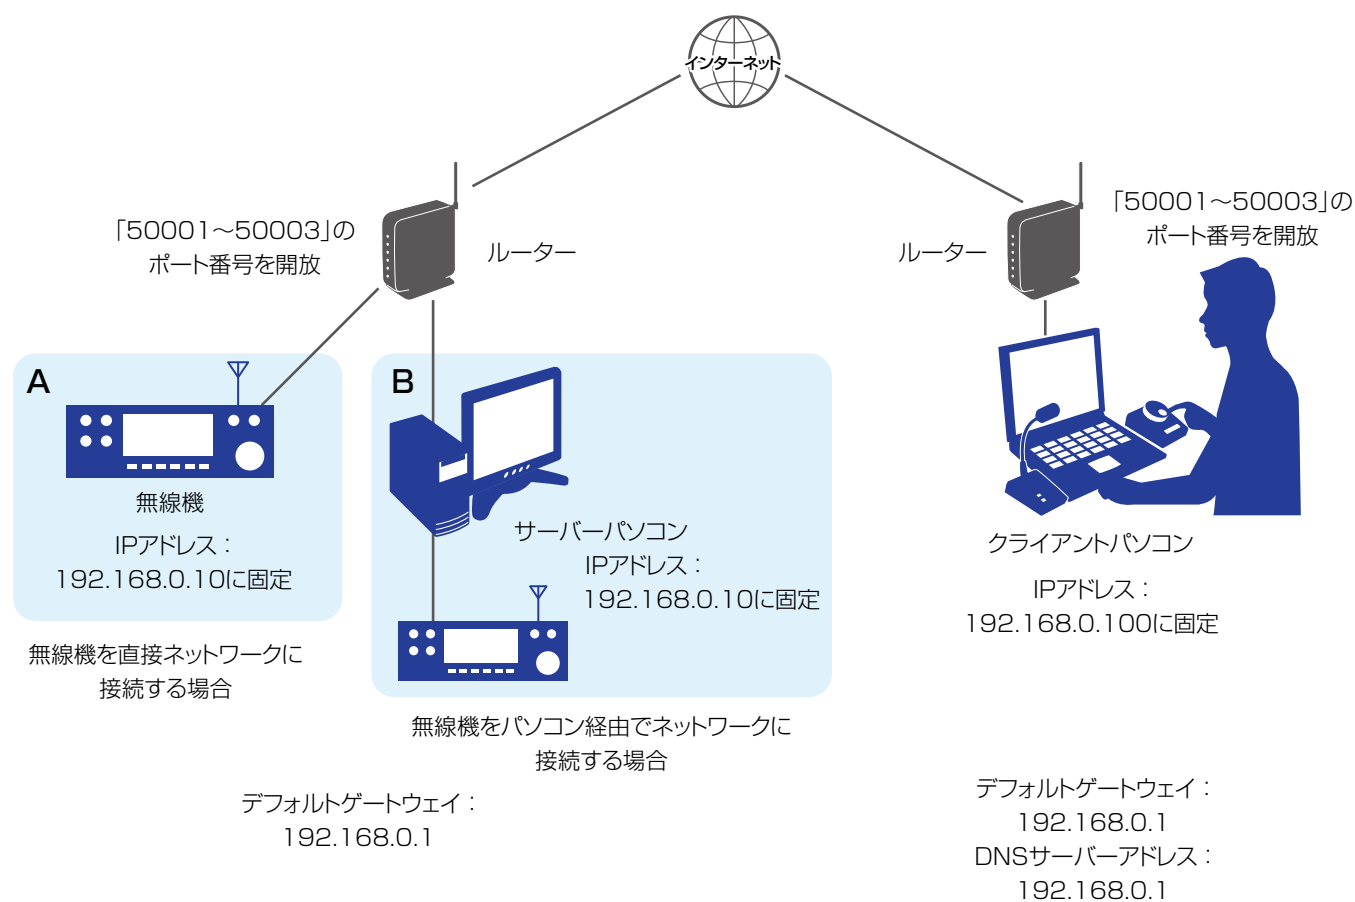 インターネット
「50001～50003」の
ポート番号を開放
ルーター
ルーター
「50001～50003」の
ポート番号を開放
A
無線機
IPアドレス：
192.168.0.10に固定
無線機を直接ネットワークに
接続する場合
B
サーバーパソコン
IPアドレス：
192.168.0.10に固定
無線機をパソコン経由でネットワークに
接続する場合
デフォルトゲートウェイ：
192.168.0.1
クライアントパソコン
IPアドレス：
192.168.0.100に固定
デフォルトゲートウェイ：
192.168.0.1
DNSサーバーアドレス：
192.168.0.1